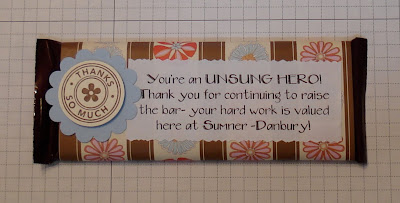 THANKS
SO MUCH
You're an UNSUNG HERO!
Thank you for continuing to raise
the bar- your hard work is valued
here at Sumner -Danbury!